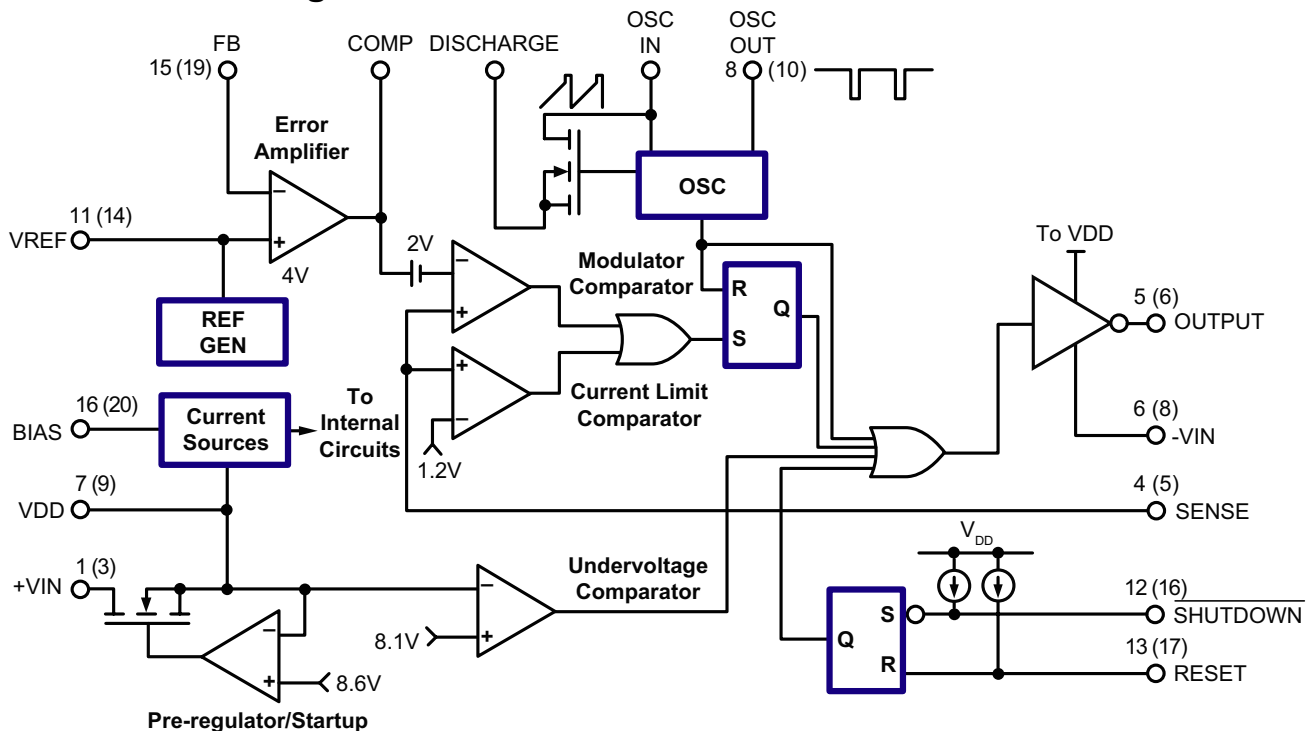 FB
15 (19)
COMP
DISCHARGE
OSC
IN
OSC
OUT
8
(10)
Error
Amplifier
−
+
4V
11 (14)
VREF
REF
GEN
2V
OSC
−
+
Modulator
Comparator
R
Q
S
+
−
1.2V
Current Limit
Comparator
To VDD
5 (6)
OUTPUT
6 (8)
-VIN
4 (5)
SENSE
16 (20)
BIAS
Current
Sources
To
Internal
Circuits
7 (9)
VDD
1 (3)
+VIN
−
+
8.6V
Pre-regulator/Startup
8.1V
−
+
Undervoltage
Comparator
VDD
S
Q
R
12 (16)
SHUTDOWN
13 (17)
RESET